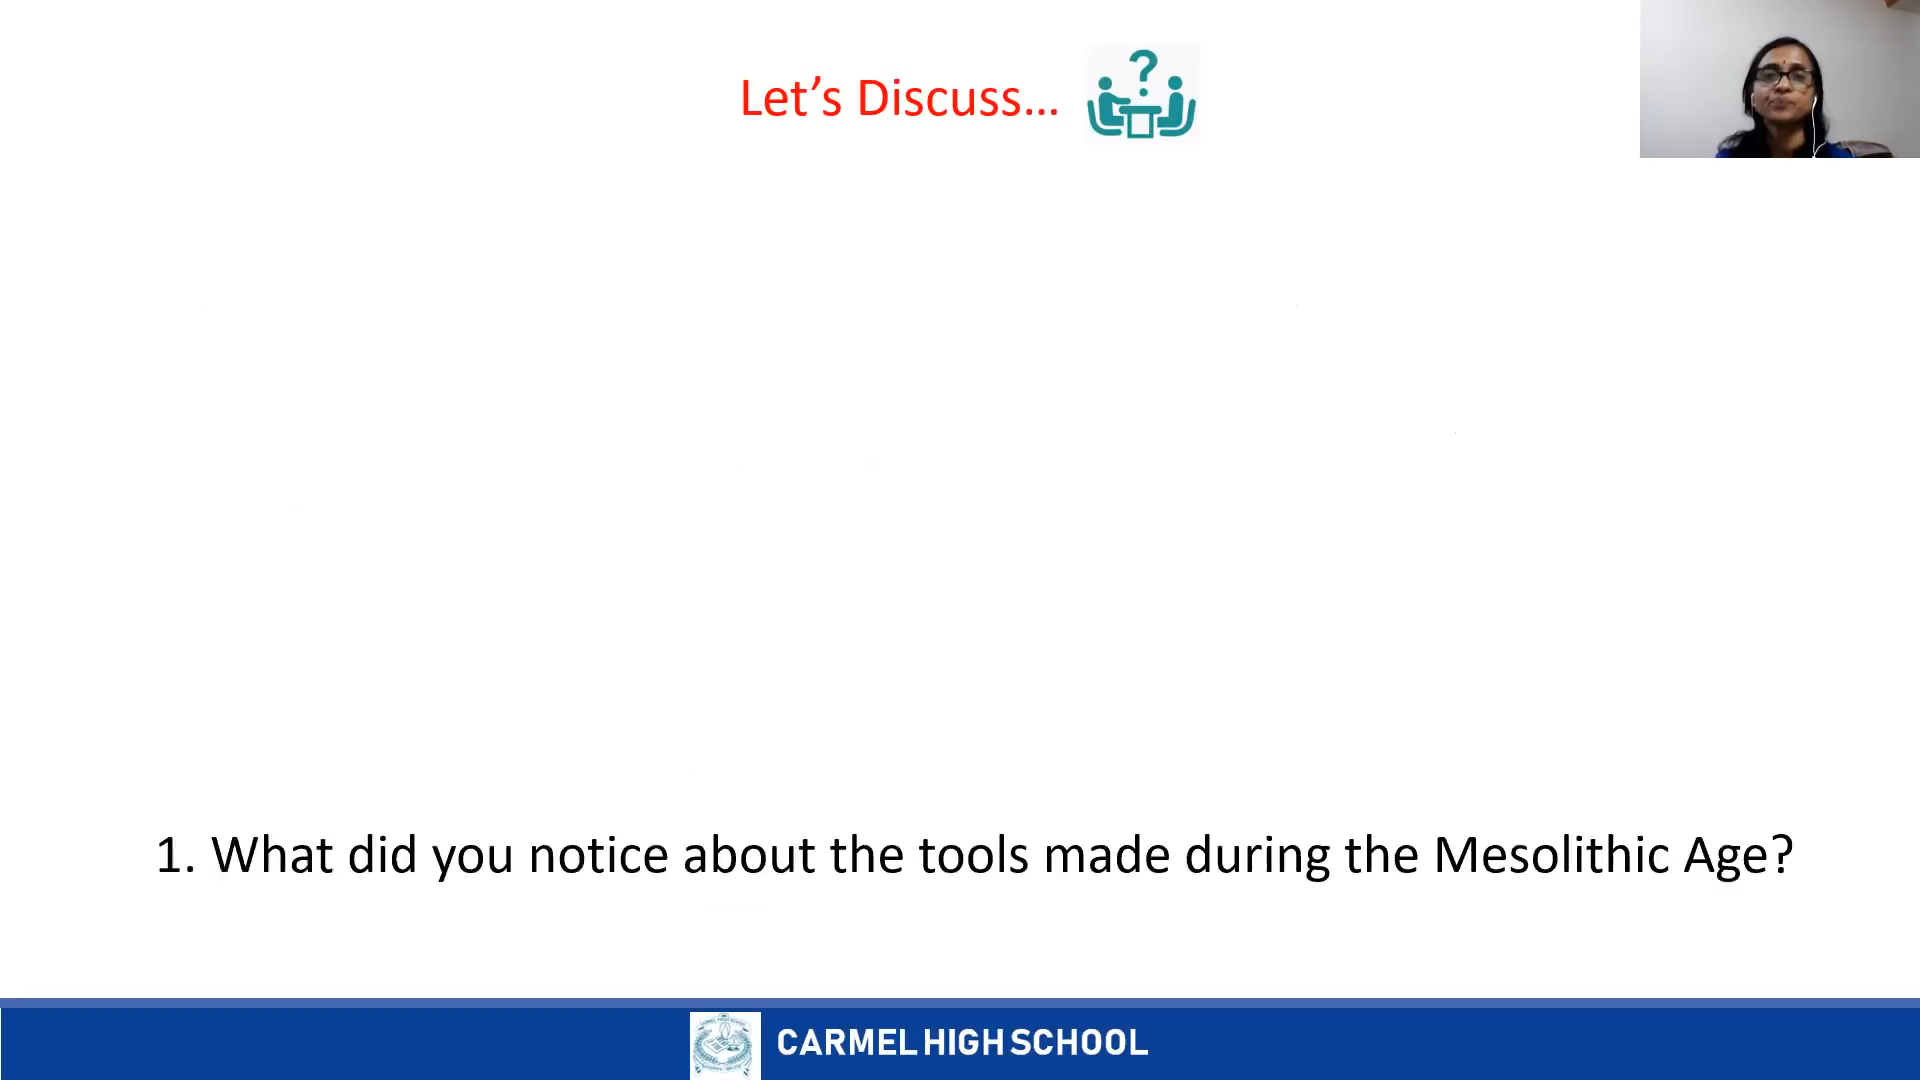 Let's Discuss...
?
1. What did you notice about the tools made during the Mesolithic Age?
CARMEL HIGH SCHOOL